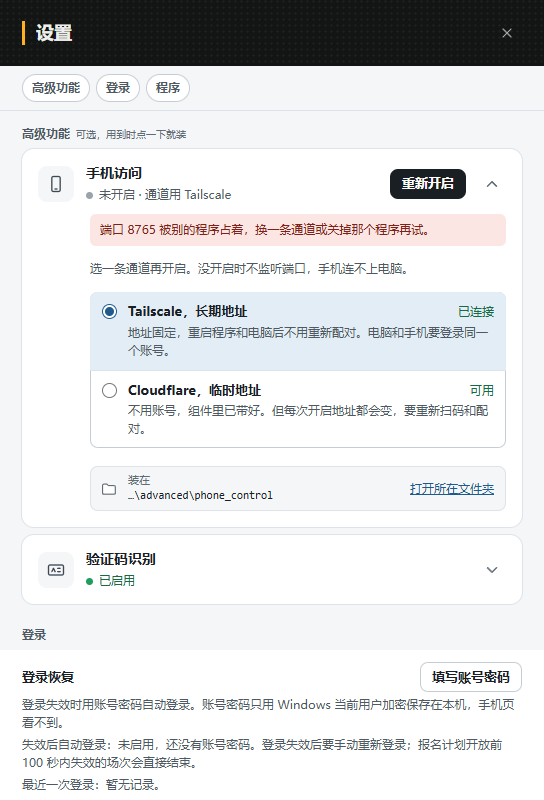 设置
高级功能
登录
程序
高级功能 可选，用到时点一下就装
手机访问
未开启 · 通道用 Tailscale
重新开启
端口 8765 被别的程序占着，换一条通道或关掉那个程序再试。
选一条通道再开启。没开启时不监听端口，手机连不上电脑。
Tailscale，长期地址
已连接
地址固定，重启程序和电脑后不用重新配对。电脑和手机要登录同一
个账号。
Cloudflare，临时地址
可用
不用账号，组件里已带好。但每次开启地址都会变，要重新扫码和配
对。
装在
…\advanced\phone_control
打开所在文件夹
验证码识别
已启用
登录
登录恢复
填写账号密码
登录失效时用账号密码自动登录。账号密码只用 Windows 当前用户加密保存在本机，手机页
看不到。
失效后自动登录：未启用，还没有账号密码。登录失效后要手动重新登录；报名计划开放前
100 秒内失效的场次会直接结束。
最近一次登录：暂无记录。